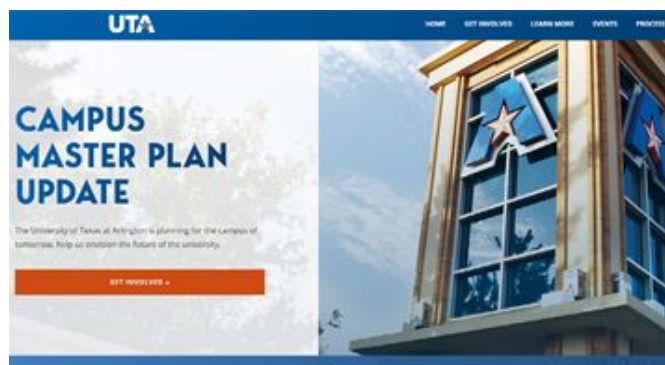 UTA
HOME GET INVOLVED LEARN MORE EVENTS PROCESS
CAMPUS
MASTER PLAN
UPDATE
The University of Texas at Arlington is planning for the campus of
tomorrow, help us envision the future of the university.
GET INVOLVED »
A